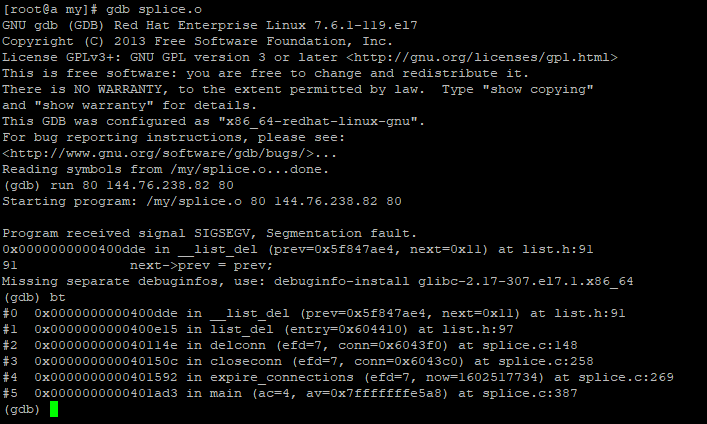 [root@a my]# gdb splice.o
GNU gdb (GDB) Red Hat Enterprise Linux 7.6.1-119.el7
Copyright (C) 2013 Free Software Foundation, Inc.
License GPLv3+: GNU GPL version 3 or later <http://gnu.org/licenses/gpl.html>
This is free software: you are free to change and redistribute it.
There is NO WARRANTY, to the extent permitted by law.  Type "show copying"
and "show warranty" for details.
This GDB was configured as "x86_64-redhat-linux-gnu".
For bug reporting instructions, please see:
<http://www.gnu.org/software/gdb/bugs/>...
Reading symbols from /my/splice.o...done.
(gdb) run 80 144.76.238.82 80
Starting program: /my/splice.o 80 144.76.238.82 80

Program received signal SIGSEGV, Segmentation fault.
0x0000000000400dde in __list_del (prev=0x5f847ae4, next=0x11) at list.h:91
91              next->prev = prev;
Missing separate debuginfos, use: debuginfo-install glibc-2.17-307.el7.1.x86_64
(gdb) bt
#0  0x0000000000400dde in __list_del (prev=0x5f847ae4, next=0x11) at list.h:91
#1  0x0000000000400e15 in list_del (entry=0x604410) at list.h:97
#2  0x000000000040114e in delconn (efd=7, conn=0x6043f0) at splice.c:148
#3  0x000000000040150c in closeconn (efd=7, conn=0x6043c0) at splice.c:258
#4  0x0000000000401592 in expire_connections (efd=7, now=1602517734) at splice.c:269
#5  0x0000000000401ad3 in main (ac=4, av=0x7fffffffe5a8) at splice.c:387
(gdb)